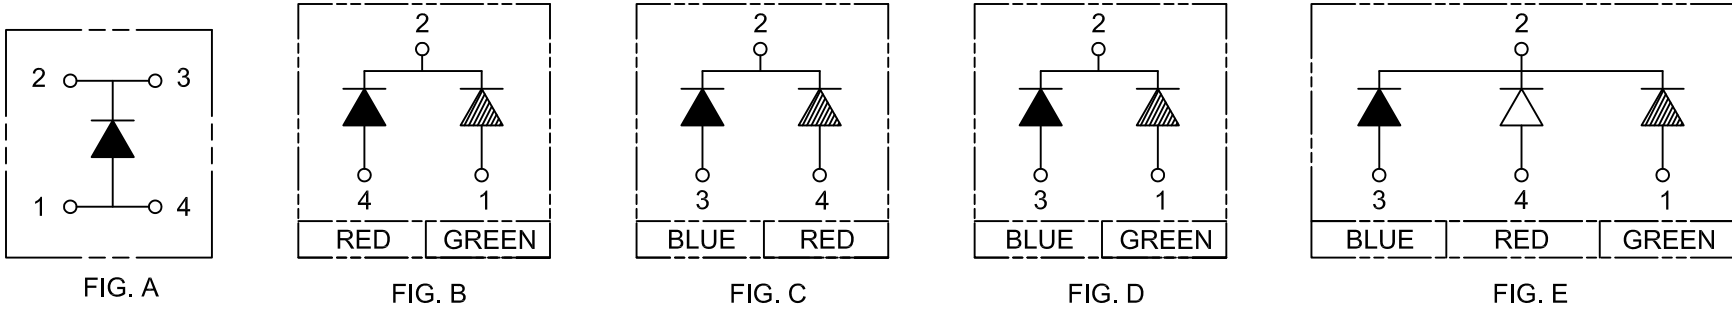 2 3
1 4
FIG. A
2
4 1
RED GREEN
FIG. B
2
3 4
BLUE RED
FIG. C
2
3 1
BLUE GREEN
FIG. D
2
3 4 1
BLUE RED GREEN
FIG. E